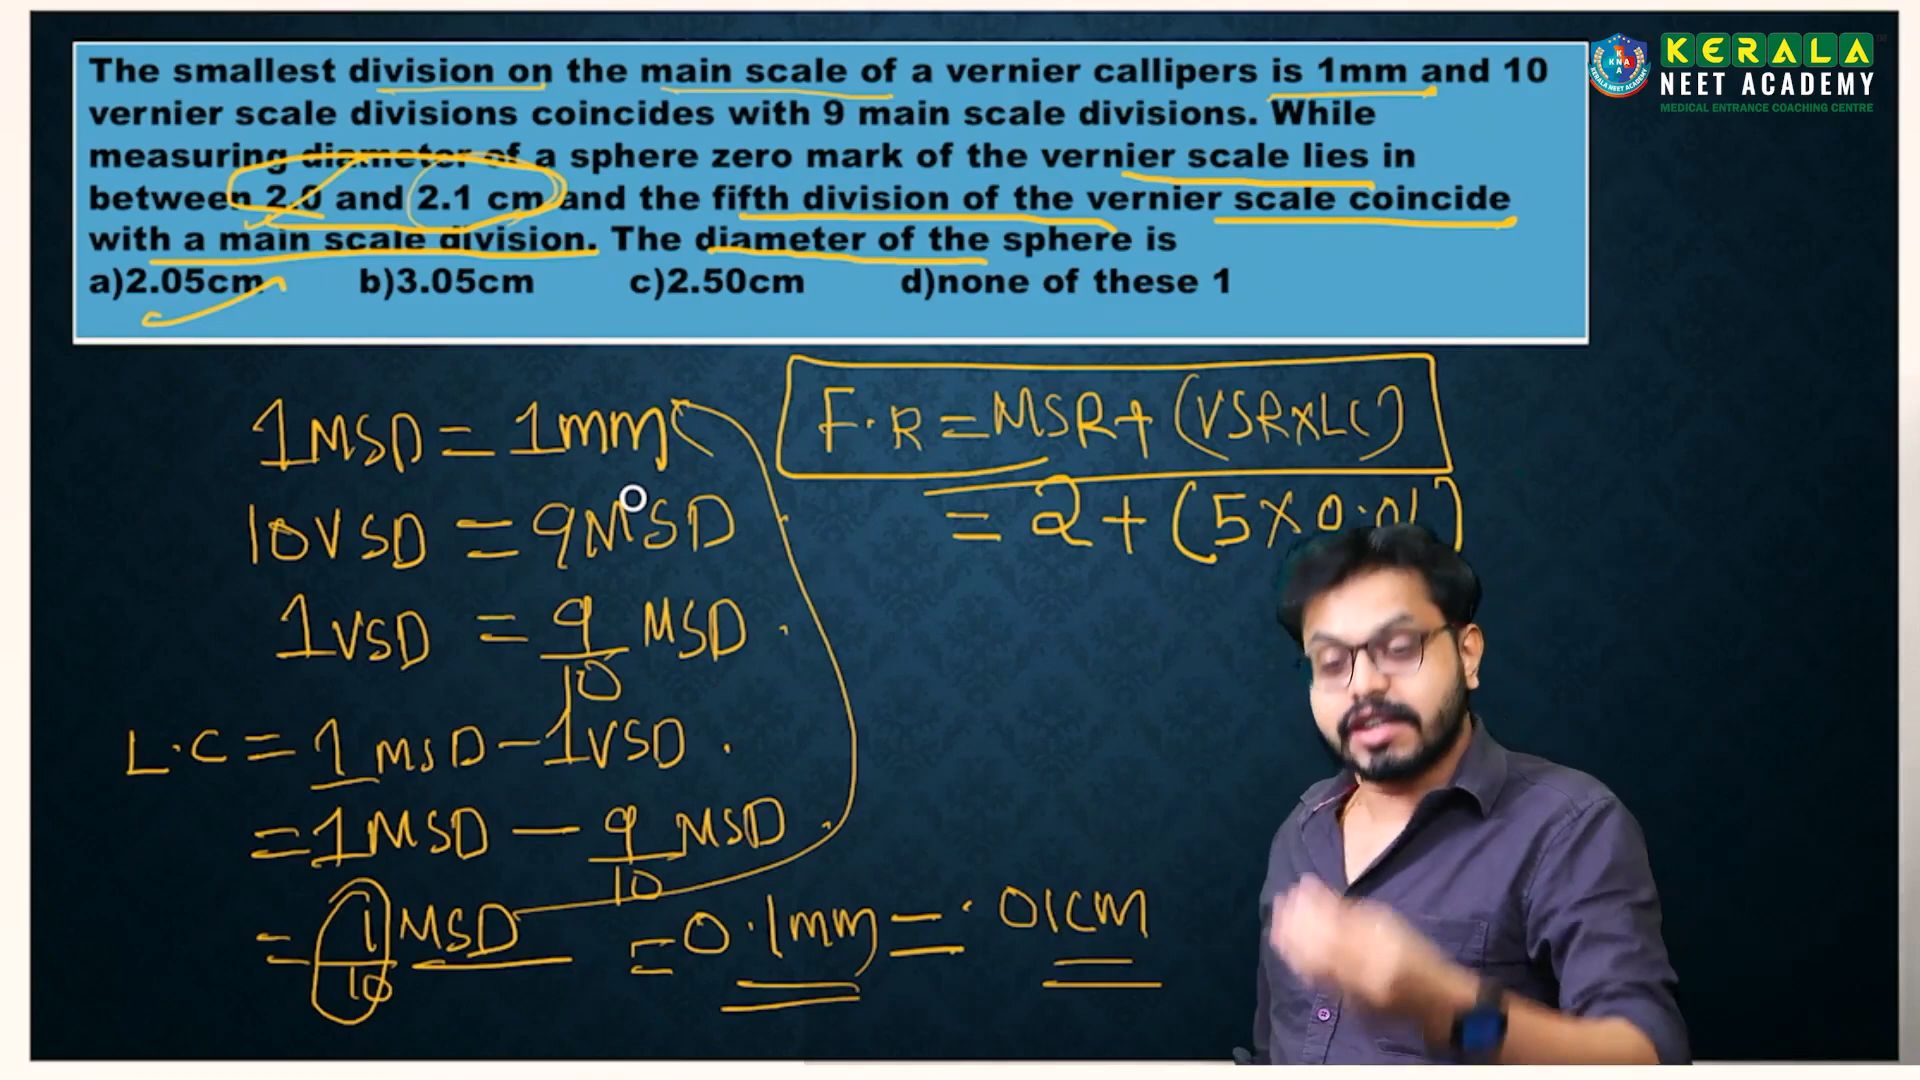 The smallest division on the main scale of a vernier callipers is 1mm and 10
vernier scale divisions coincides with 9 main scale divisions. While
measuring diameter of a sphere zero mark of the vernier scale lies in
between 2.0 and 2.1 cm and the fifth division of the vernier scale coincide
with a main scale division. The diameter of the sphere is
a)2.05cm b)3.05cm c)2.50cm d)none of these 1
KERALA
NEET ACADEMY
MEDICAL ENTRANCE COACHING CENTRE
1MSD = 1mm
10VSD = 9MSD
1VSD = 9/10 MSD
L.C = 1MSD - 1VSD
= 1MSD - 9/10 MSD
= 1/10 MSD = 0.1mm = .01cm
F.R = MSR + (VSR×LC)
= 2 + (5×0.01)